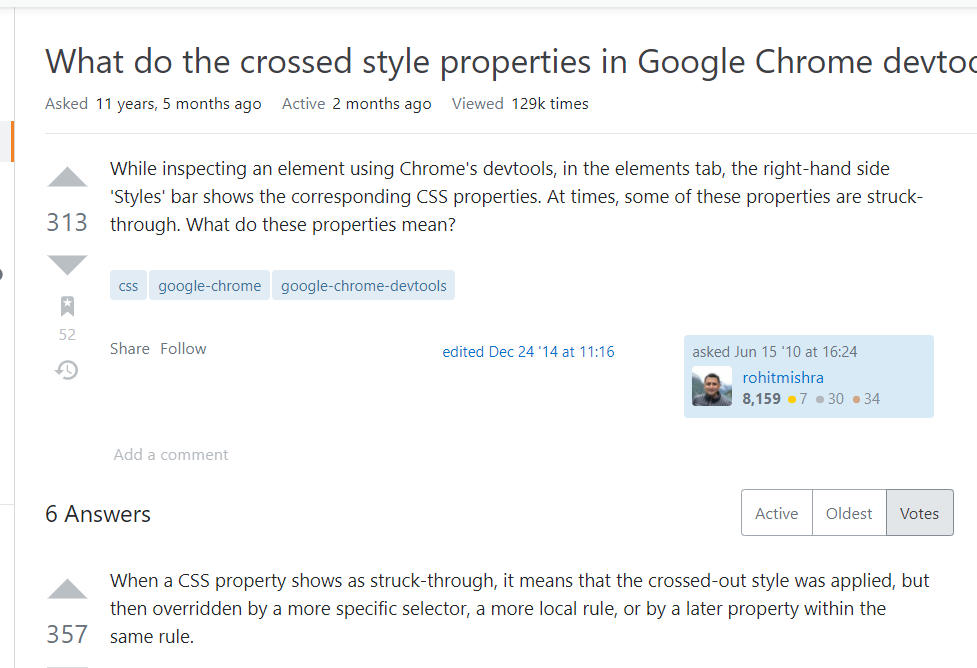 What do the crossed style properties in Google Chrome
Asked 11 years, 5 months ago Active 2 months ago Viewed 129k times
While inspecting an element using Chrome's devtools, in the elements tab, the right-hand side
'Styles' bar shows the corresponding CSS properties. At times, some of these properties are struck-
313
through. What do these properties mean?
css google-chrome google-chrome-devtools
52
Share Follow
edited Dec 24 '14 at 11:16
asked Jun 15 '10 at 16:24
rohitmishra
8,159 7 30 34
Add a comment
6 Answers
Active Oldest Votes
When a CSS property shows as struck-through, it means that the crossed-out style was applied, but
then overridden by a more specific selector, a more local rule, or by a later property within the
357
same rule.